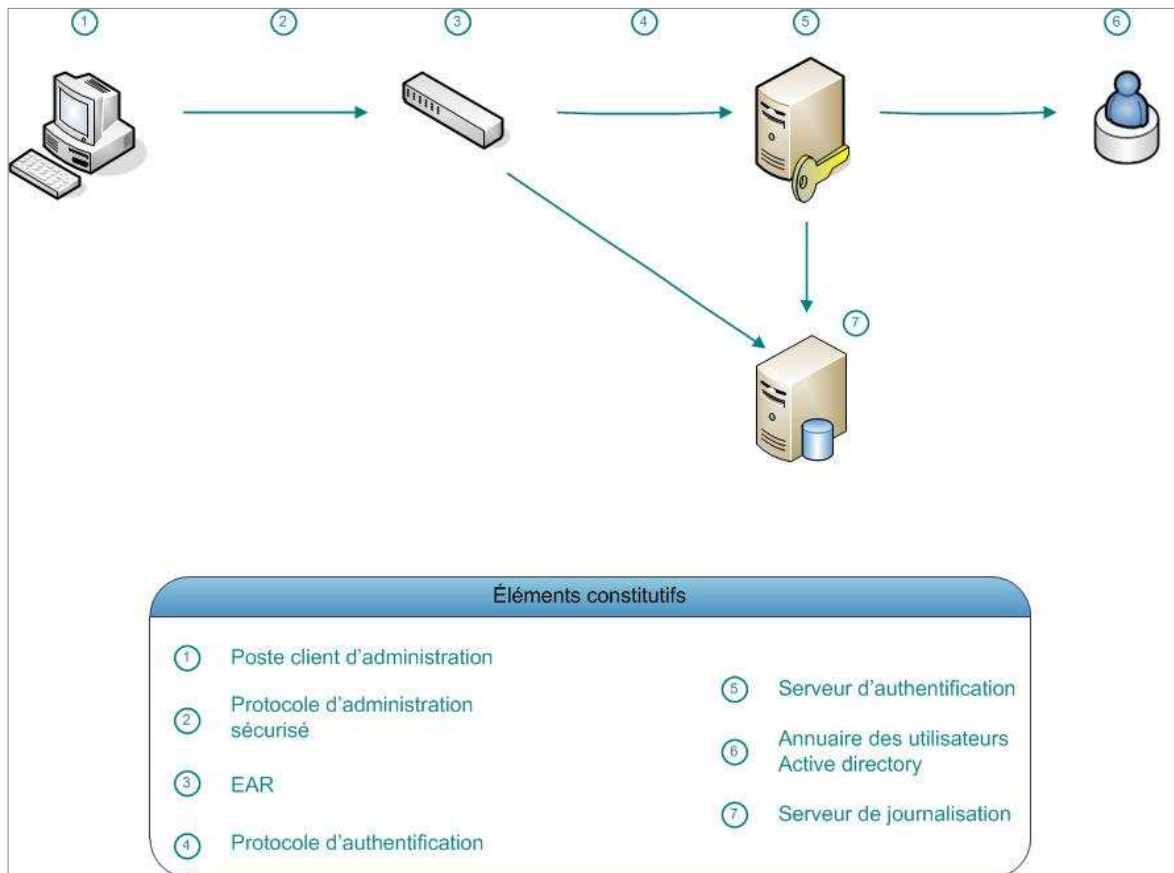 1 2 3 4 5 6
7
Éléments constitutifs
1 Poste client d'administration
2 Protocole d'administration
sécurisé
3 EAR
4 Protocole d'authentification
5 Serveur d'authentification
6 Annuaire des utilisateurs
Active directory
7 Serveur de journalisation